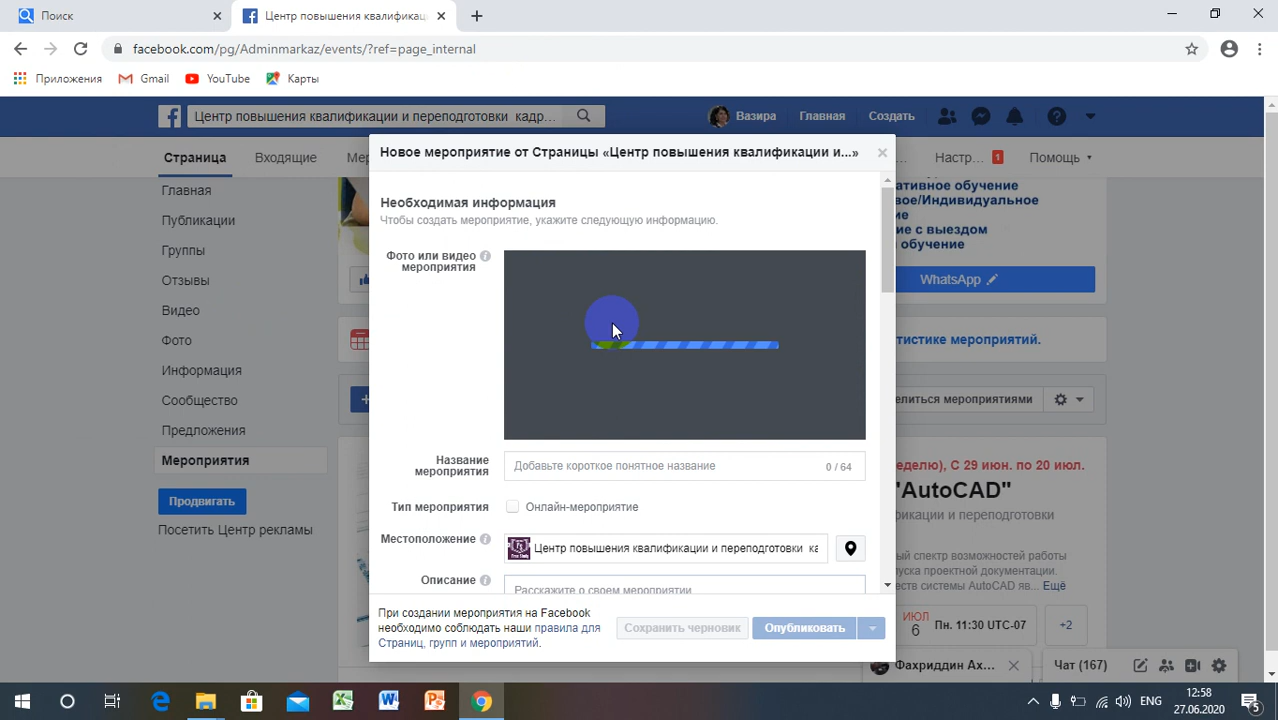 Поиск
Центр повышения квалификаци
facebook.com/pg/Adminmarkaz/events/?ref=page_internal
Приложения
Gmail
YouTube
Карты
Центр повышения квалификации и переподготовки кадр...
Вазира
Главная
Создать
Страница
Входящие
Мер
Настр...
1
Помощь
Новое мероприятие от Страницы «Центр повышения квалификации и...»
Главная
Публикации
Группы
Отзывы
Видео
Фото
Информация
Сообщество
Предложения
Мероприятия
Продвигать
Посетить Центр рекламы
ативное обучение
вое/Индивидуальное
ние
ие с выездом
обучение
WhatsApp
тистике мероприятий.
елиться мероприятиями
Необходимая информация
Чтобы создать мероприятие, укажите следующую информацию.
Фото или видео
мероприятия
Название
мероприятия
Добавьте короткое понятное название
0 / 64
Тип мероприятия
Онлайн-мероприятие
Местоположение
Центр повышения квалификации и переподготовки ка
Описание
Расскажите о своем мероприятии
При создании мероприятия на Facebook
необходимо соблюдать наши правила для
Страниц, групп и мероприятий.
Сохранить черновик
Опубликовать
еделю), С 29 июн. по 20 июл.
"AutoCAD"
фикации и переподготовки
ый спектр возможностей работы
пуска проектной документации.
еств системы AutoCAD яв... Ещё
ИЮЛ
6
Пн. 11:30 UTC-07
+2
Фахриддин Ах...
Чат (167)
ENG
12:58
27.06.2020
5